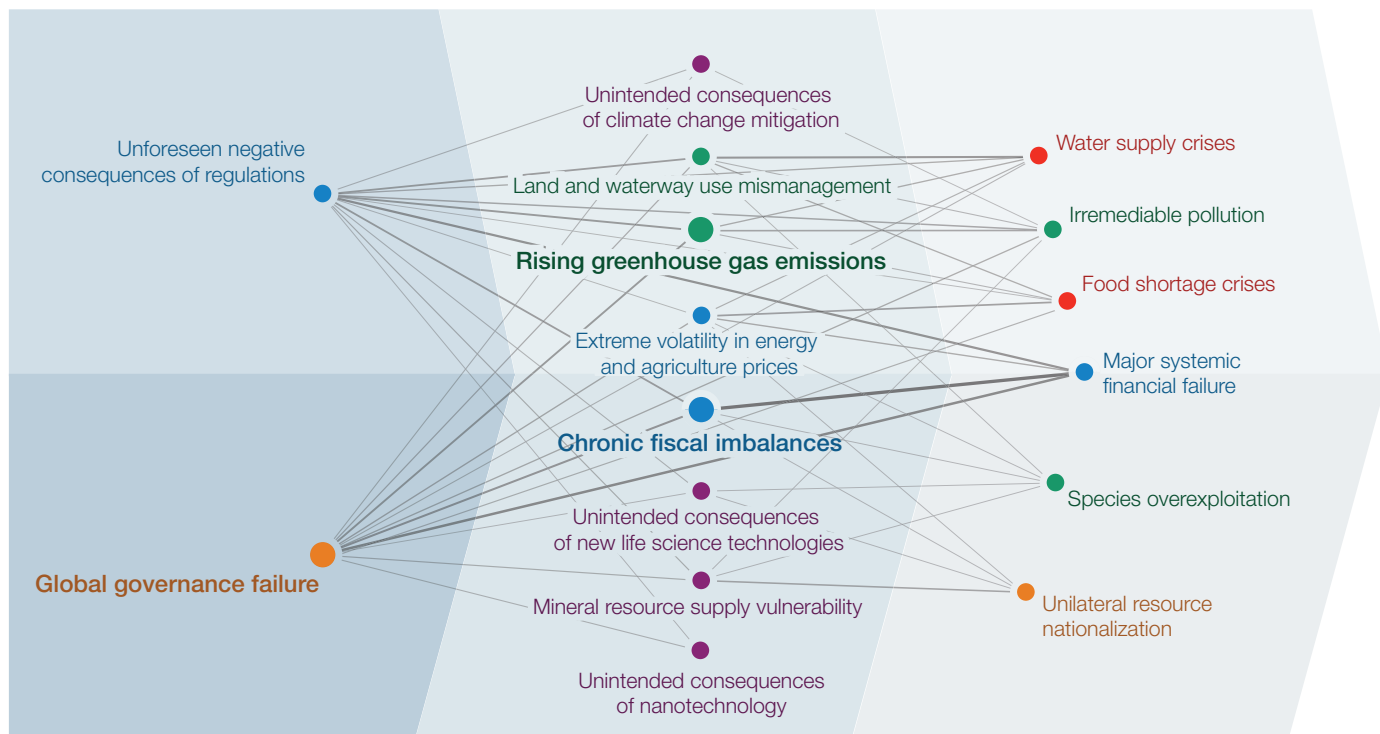 Unforeseen negative
consequences of regulations
Global governance failure
Unintended consequences
of climate change mitigation
Land and waterway use mismanagement
Rising greenhouse gas emissions
Extreme volatility in energy
and agriculture prices
Chronic fiscal imbalances
Unintended consequences
of new life science technologies
Mineral resource supply vulnerability
Unintended consequences
of nanotechnology
Water supply crises
Irremediable pollution
Food shortage crises
Major systemic
financial failure
Species overexploitation
Unilateral resource
nationalization